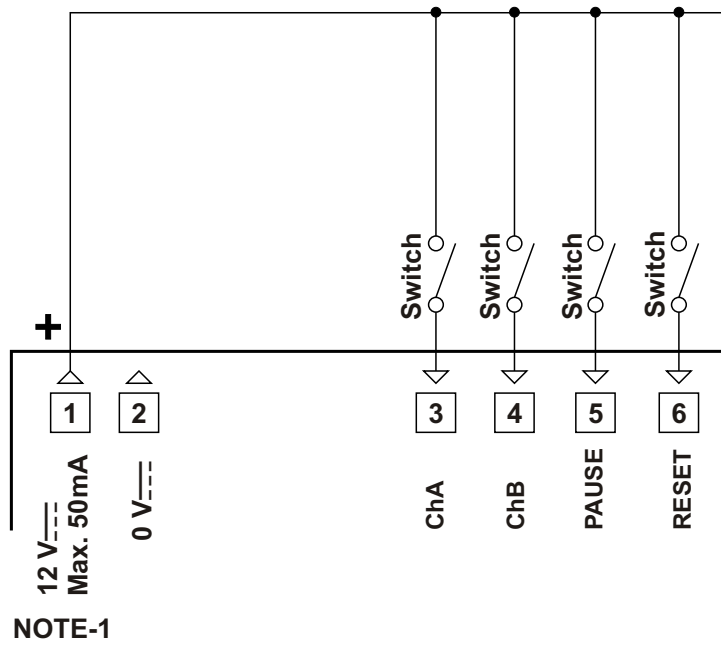 Switch
Switch
Switch
Switch
+
1
2
3
4
5
6
12 V
Max. 50mA
0 V
ChA
ChB
PAUSE
RESET
NOTE-1